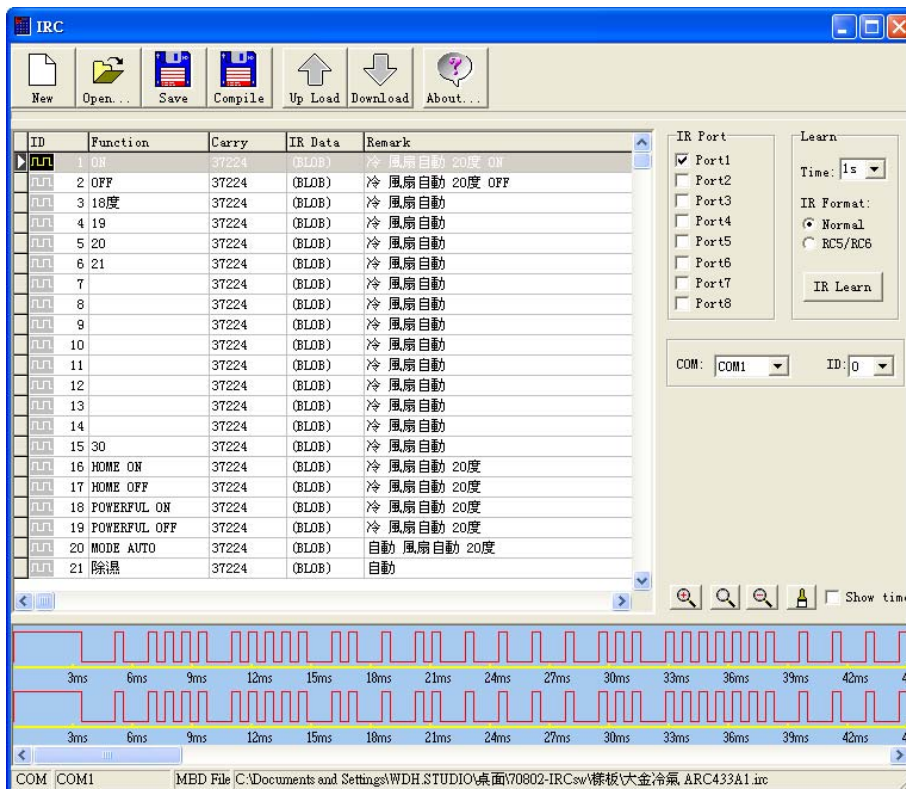 IRC
New Open... Save Compile Up Load Download About...
ID Function Carry IR Data Remark
1 ON 37224 (BLOB) 冷 風扇自動 20度 ON
2 OFF 37224 (BLOB) 冷 風扇自動 20度 OFF
3 18度 37224 (BLOB) 冷 風扇自動
4 19 37224 (BLOB) 冷 風扇自動
5 20 37224 (BLOB) 冷 風扇自動
6 21 37224 (BLOB) 冷 風扇自動
7 37224 (BLOB) 冷 風扇自動
8 37224 (BLOB) 冷 風扇自動
9 37224 (BLOB) 冷 風扇自動
10 37224 (BLOB) 冷 風扇自動
11 37224 (BLOB) 冷 風扇自動
12 37224 (BLOB) 冷 風扇自動
13 37224 (BLOB) 冷 風扇自動
14 37224 (BLOB) 冷 風扇自動
15 30 37224 (BLOB) 冷 風扇自動
16 HOME ON 37224 (BLOB) 冷 風扇自動 20度
17 HOME OFF 37224 (BLOB) 冷 風扇自動 20度
18 POWERFUL ON 37224 (BLOB) 冷 風扇自動 20度
19 POWERFUL OFF 37224 (BLOB) 冷 風扇自動 20度
20 MODE AUTO 37224 (BLOB) 自動 風扇自動 20度
21 除濕 37224 (BLOB) 自動
IR Port
Port1
Port2
Port3
Port4
Port5
Port6
Port7
Port8
Learn
Time: 1s
IR Format:
Normal
RC5/RC6
IR Learn
COM: COM1 ID: 0
Show time
3ms 6ms 9ms 12ms 15ms 18ms 21ms 24ms 27ms 30ms 33ms 36ms 39ms 42ms 4
3ms 6ms 9ms 12ms 15ms 18ms 21ms 24ms 27ms 30ms 33ms 36ms 39ms 42ms 4
COM COM1 MBD File C:\Documents and Settings\WDH.STUDIO\桌面\70802-IRCsw\樣板\大金冷氣 ARC433A1.irc